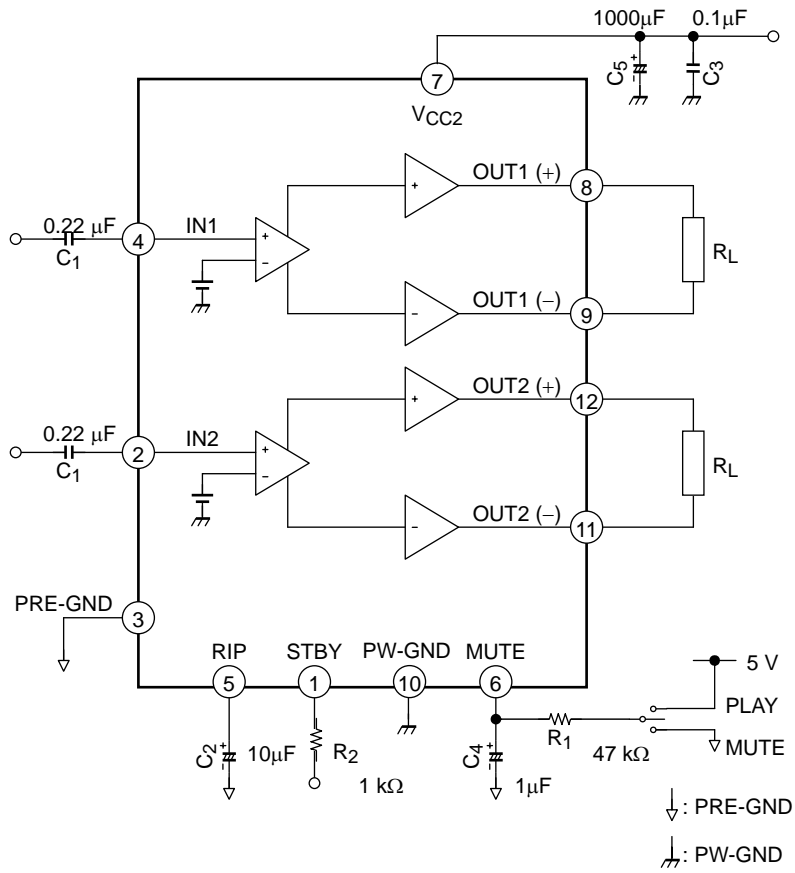 1000μF 0.1μF
C5 + - C3
7
VCC2
OUT1 (+)
+ 8
0.22 μF IN1
4 + -
C1
RL
OUT1 (−)
- 9
OUT2 (+)
+ 12
0.22 μF IN2
2 + -
C1
RL
OUT2 (−)
- 11
PRE-GND
3
RIP STBY PW-GND MUTE
5 1 10 6
5 V
PLAY
MUTE
C2 + - 10μF R2 1 kΩ
C4 + - 1μF R1 47 kΩ
: PRE-GND
: PW-GND